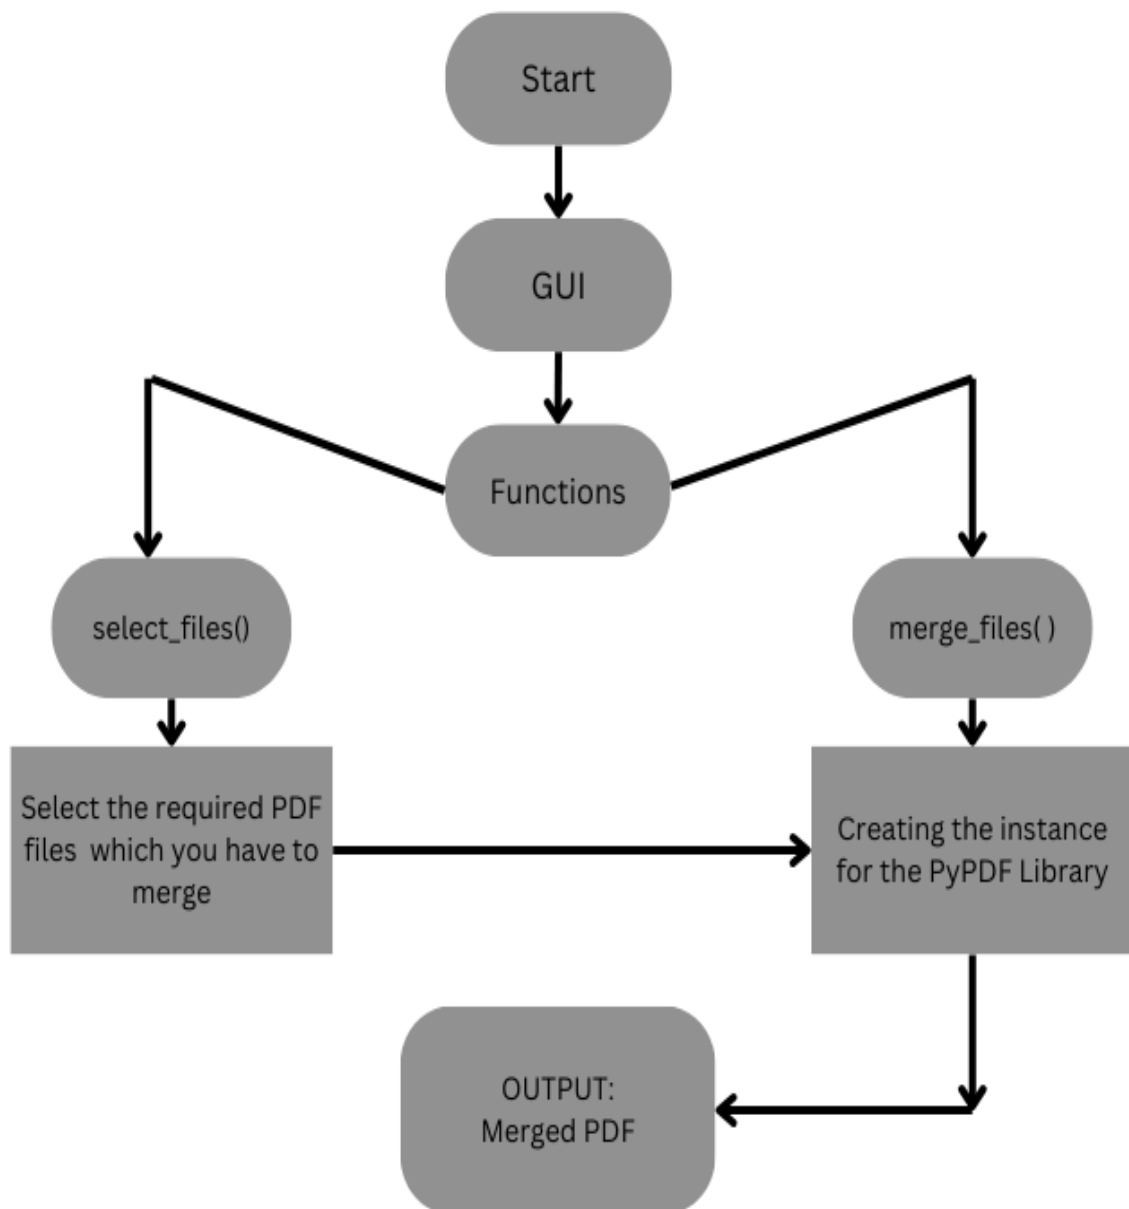 Start
GUI
Functions
select_files()
merge_files( )
Select the required PDF
files  which you have to
merge
Creating the instance
for the PyPDF Library
OUTPUT:
Merged PDF